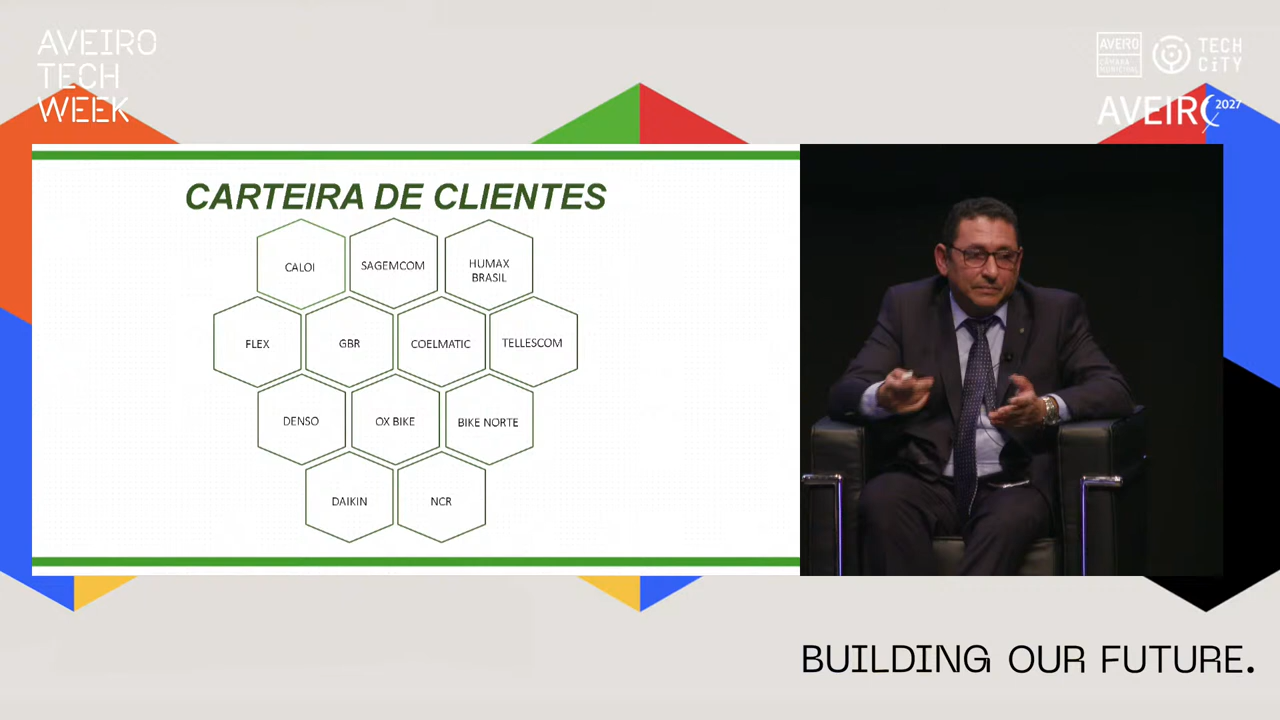 AVEIRO
TECH
WEEK
AVEIRO
CÂMARA
MUNICIPAL
TECH
CiTY
AVEIRO 2027
CARTEIRA DE CLIENTES
CALOI
SAGEMCOM
HUMAX
BRASIL
FLEX
GBR
COELMATIC
TELLESCOM
DENSO
OX BIKE
BIKE NORTE
DAIKIN
NCR
BUILDING OUR FUTURE.